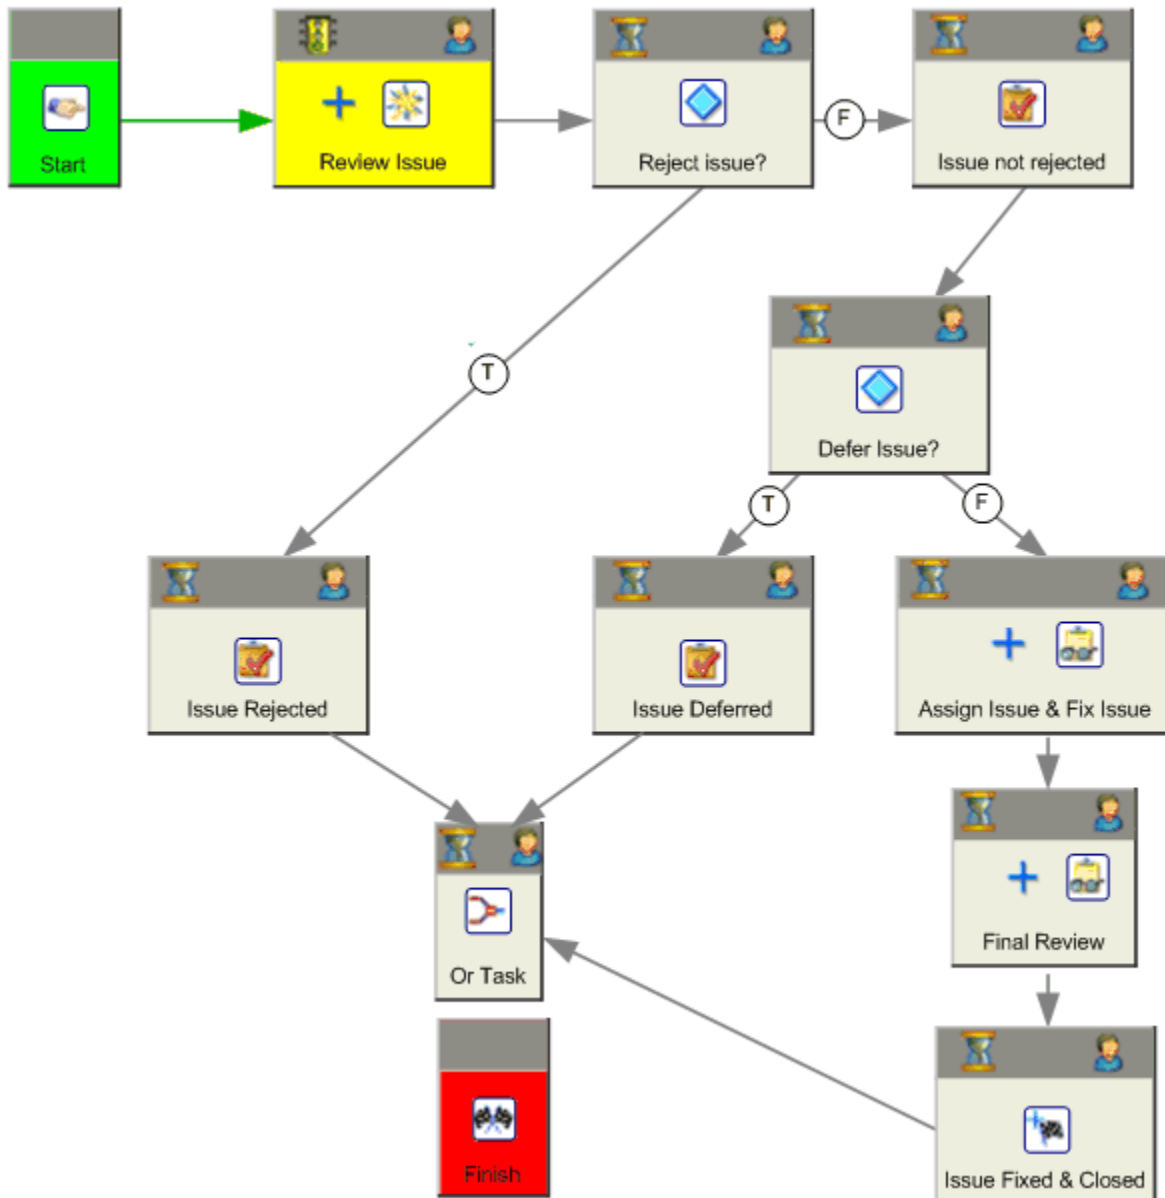 Start
Review Issue
Reject issue?
F
Issue not rejected
T
Defer Issue?
T
F
Issue Rejected
Issue Deferred
Assign Issue & Fix Issue
Final Review
Or Task
Finish
Issue Fixed & Closed